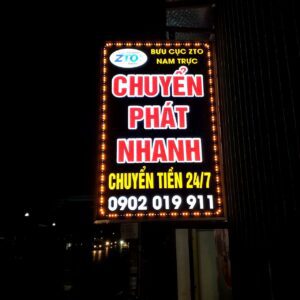 ZTO
BƯU CỤC ZTO
NAM TRỰC
CHUYỂN
PHÁT
NHANH
CHUYỂN TIỀN 24/7
0902 019 911